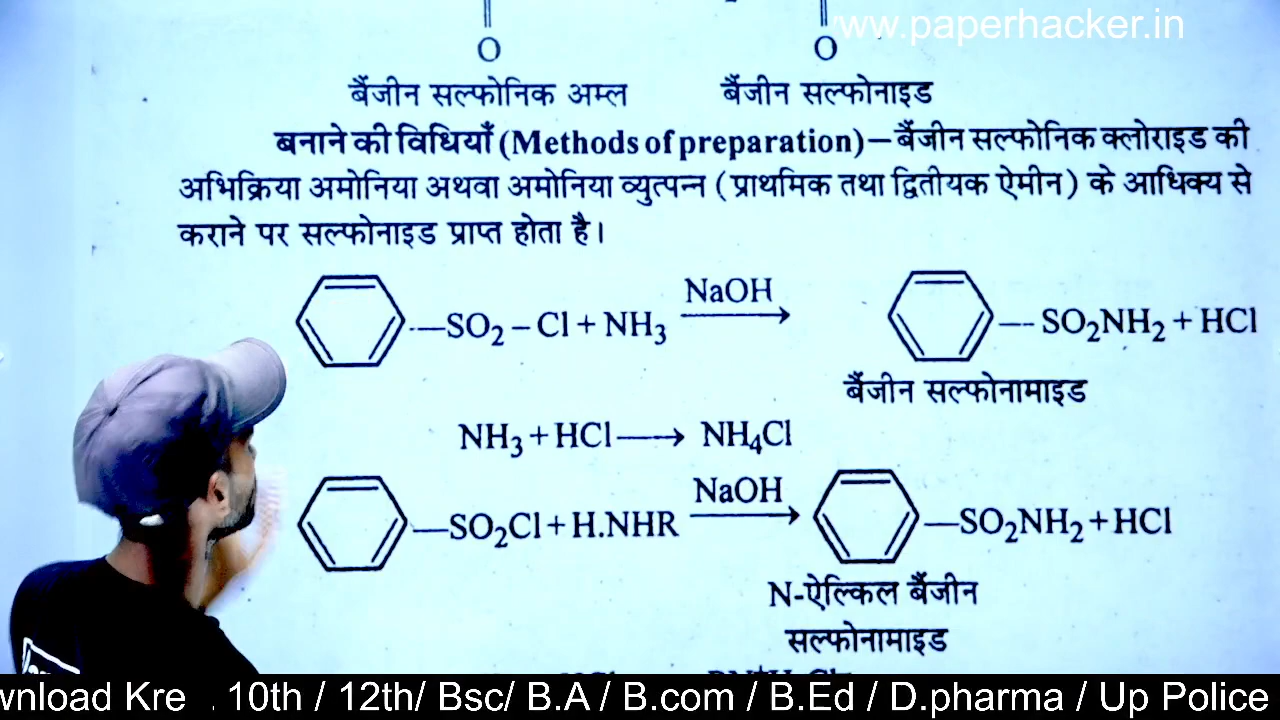 www.paperhacker.in
O O
बैंजीन सल्फोनिक अम्ल बैंजीन सल्फोनाइड
बनाने की विधियाँ (Methods of preparation)—बैंजीन सल्फोनिक क्लोराइड की
अभिक्रिया अमोनिया अथवा अमोनिया व्युत्पन्न (प्राथमिक तथा द्वितीयक ऐमीन) के आधिक्य से
कराने पर सल्फोनाइड प्राप्त होता है।
NaOH
—SO₂ – Cl + NH₃ ⟶ — SO₂NH₂ + HCl
बैंजीन सल्फोनामाइड
NH₃ + HCl ⟶ NH₄Cl
NaOH
—SO₂Cl + H.NHR ⟶ —SO₂NH₂ + HCl
N-ऐल्किल बैंजीन
सल्फोनामाइड
wnload Kre . 10th / 12th/ Bsc/ B.A / B.com / B.Ed / D.pharma / Up Police